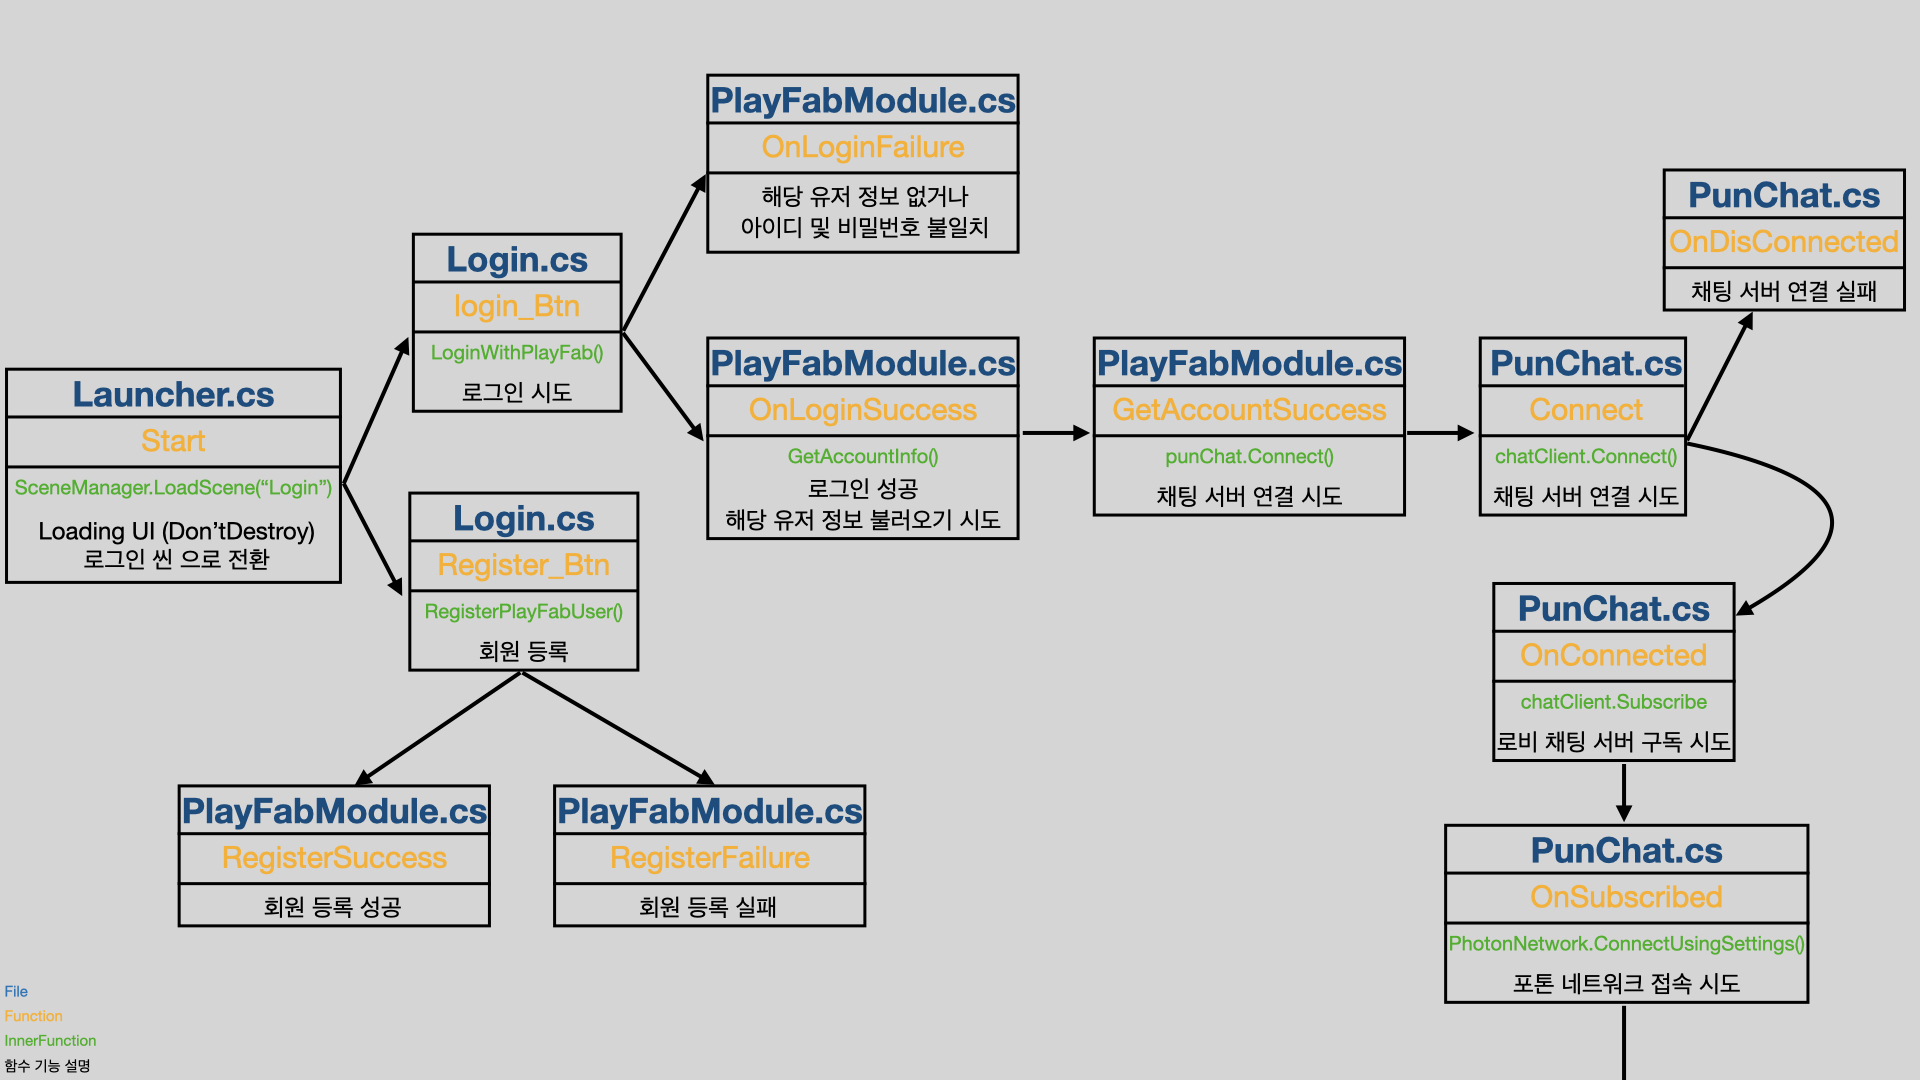 Launcher.cs
Start
SceneManager.LoadScene(“Login”)
Loading UI (Don’tDestroy)
로그인 씬 으로 전환
Login.cs
login_Btn
LoginWithPlayFab()
로그인 시도
Login.cs
Register_Btn
RegisterPlayFabUser()
회원 등록
PlayFabModule.cs
RegisterSuccess
회원 등록 성공
PlayFabModule.cs
RegisterFailure
회원 등록 실패
PlayFabModule.cs
OnLoginFailure
해당 유저 정보 없거나
아이디 및 비밀번호 불일치
PlayFabModule.cs
OnLoginSuccess
GetAccountInfo()
로그인 성공
해당 유저 정보 불러오기 시도
PlayFabModule.cs
GetAccountSuccess
punChat.Connect()
채팅 서버 연결 시도
PunChat.cs
Connect
chatClient.Connect()
채팅 서버 연결 시도
PunChat.cs
OnDisConnected
채팅 서버 연결 실패
PunChat.cs
OnConnected
chatClient.Subscribe
로비 채팅 서버 구독 시도
PunChat.cs
OnSubscribed
PhotonNetwork.ConnectUsingSettings()
포톤 네트워크 접속 시도
File
Function
InnerFunction
함수 기능 설명